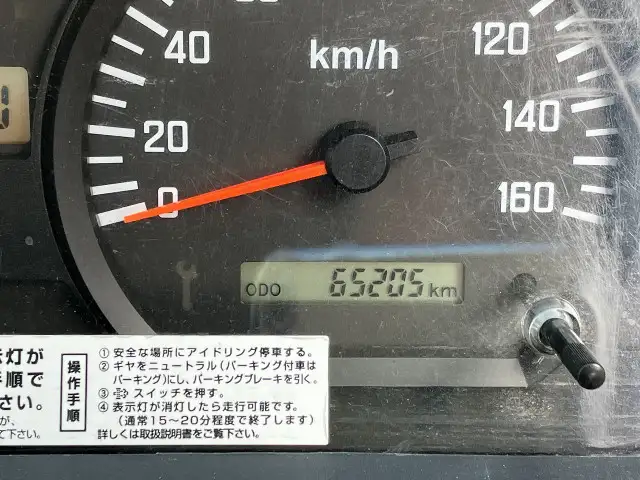 40
km/h
120
20
140
0
160
ODO 65205 km
示灯が
手順で
さい。
が、
て下さい。
操作手順
① 安全な場所にアイドリング停車する。
② ギヤをニュートラル(パーキング付車は
パーキング)にし、パーキングブレーキを引く。
③ スイッチを押す。
④ 表示灯が消灯したら走行可能です。
(通常15~20分程度で終了します)
詳しくは取扱説明書をご覧下さい。